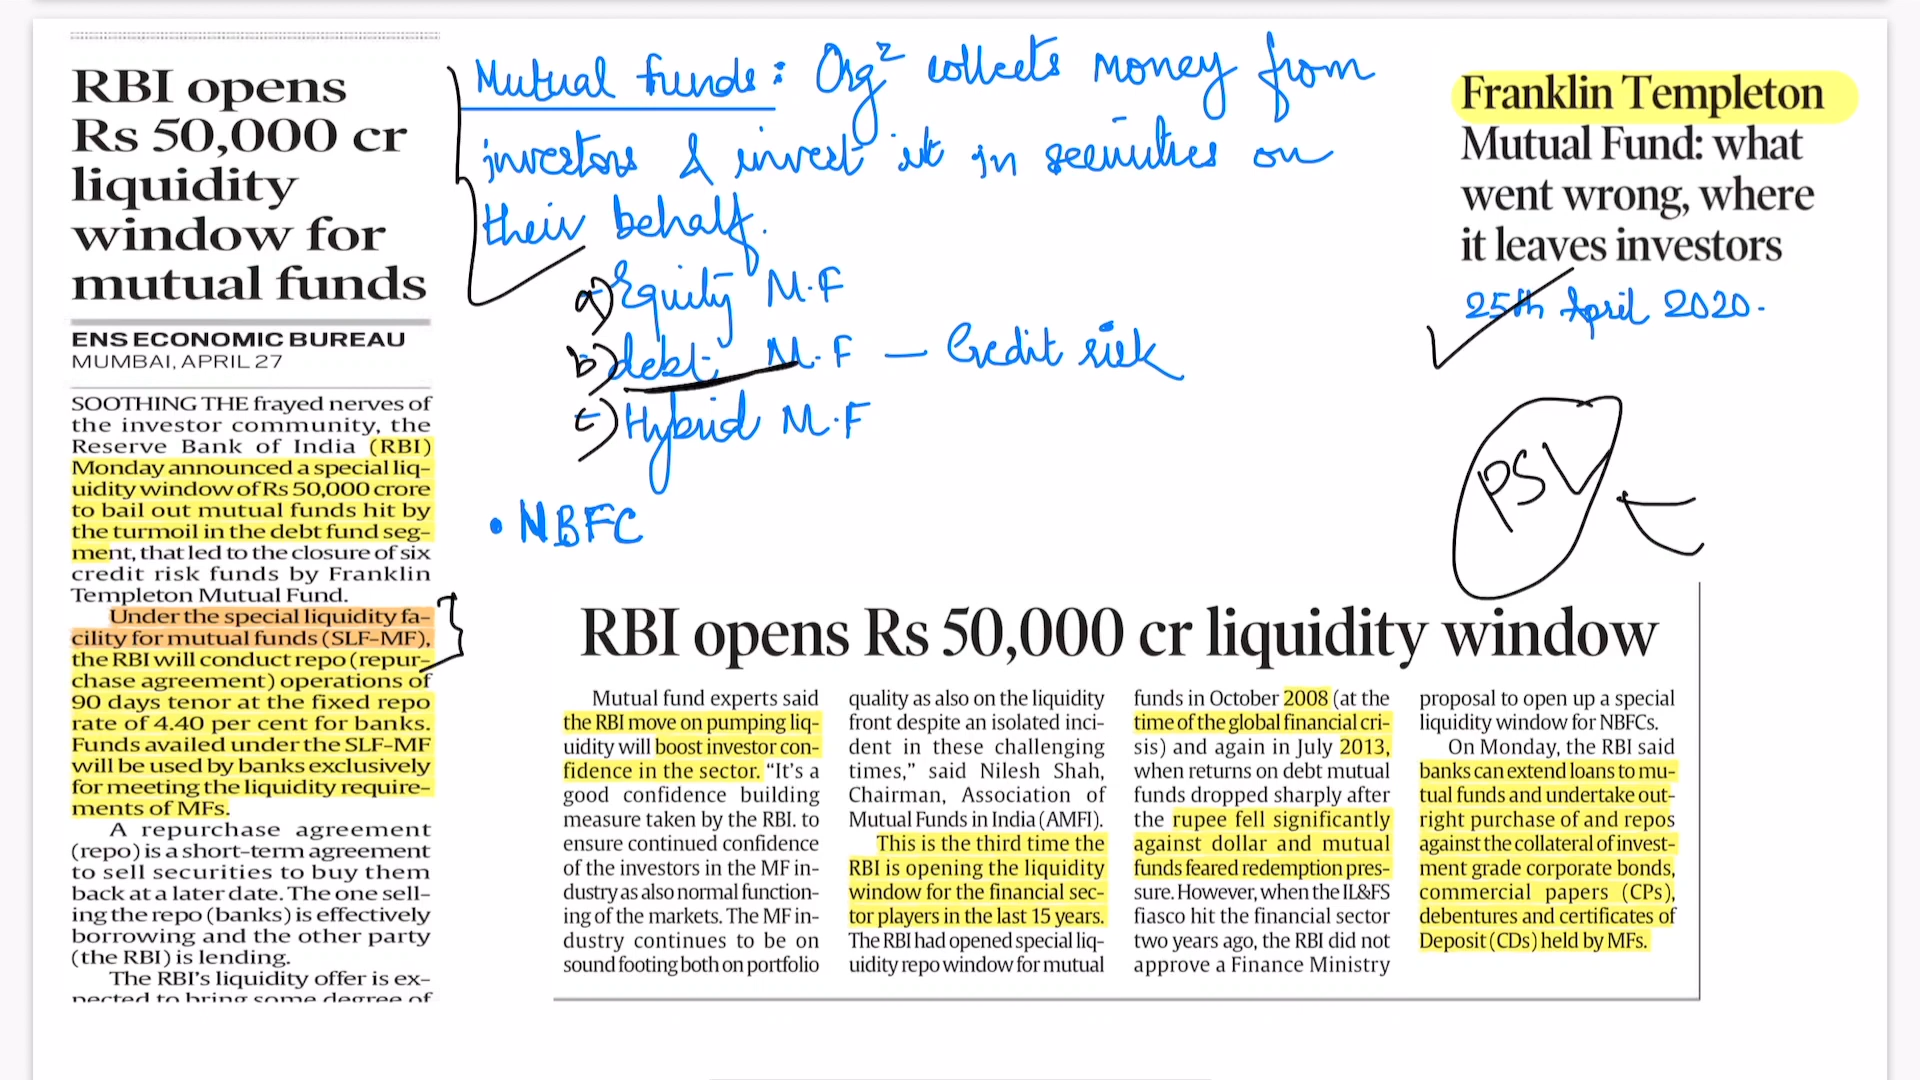 RBI opens
Rs 50,000 cr
liquidity
window for
mutual funds
ENS ECONOMIC BUREAU
MUMBAI, APRIL 27
SOOTHING THE frayed nerves of
the investor community, the
Reserve Bank of India (RBI)
Monday announced a special liq-
uidity window of Rs 50,000 crore
to bail out mutual funds hit by
the turmoil in the debt fund seg-
ment, that led to the closure of six
credit risk funds by Franklin
Templeton Mutual Fund.
Under the special liquidity fa-
cility for mutual funds (SLF-MF),
the RBI will conduct repo (repur-
chase agreement) operations of
90 days tenor at the fixed repo
rate of 4.40 per cent for banks.
Funds availed under the SLF-MF
will be used by banks exclusively
for meeting the liquidity require-
ments of MFs.
A repurchase agreement
(repo) is a short-term agreement
to sell securities to buy them
back at a later date. The one sell-
ing the repo (banks) is effectively
borrowing and the other party
(the RBI) is lending.
The RBI's liquidity offer is ex-
pected to bring some degree of
Mutual funds: Orgⁿ collects money from
investors & invest it in securities on
their behalf.
a) Equity M.F
b) debt M.F — Credit risk
c) Hybrid M.F
• NBFC
Franklin Templeton
Mutual Fund: what
went wrong, where
it leaves investors
25th April 2020.
PSL
RBI opens Rs 50,000 cr liquidity window
Mutual fund experts said
the RBI move on pumping liq-
uidity will boost investor con-
fidence in the sector. “It's a
good confidence building
measure taken by the RBI. to
ensure continued confidence
of the investors in the MF in-
dustry as also normal function-
ing of the markets. The MF in-
dustry continues to be on
sound footing both on portfolio
quality as also on the liquidity
front despite an isolated inci-
dent in these challenging
times,” said Nilesh Shah,
Chairman, Association of
Mutual Funds in India (AMFI).
This is the third time the
RBI is opening the liquidity
window for the financial sec-
tor players in the last 15 years.
The RBI had opened special liq-
uidity repo window for mutual
funds in October 2008 (at the
time of the global financial cri-
sis) and again in July 2013,
when returns on debt mutual
funds dropped sharply after
the rupee fell significantly
against dollar and mutual
funds feared redemption pres-
sure. However, when the IL&FS
fiasco hit the financial sector
two years ago, the RBI did not
approve a Finance Ministry
proposal to open up a special
liquidity window for NBFCs.
On Monday, the RBI said
banks can extend loans to mu-
tual funds and undertake out-
right purchase of and repos
against the collateral of invest-
ment grade corporate bonds,
commercial papers (CPs),
debentures and certificates of
Deposit (CDs) held by MFs.